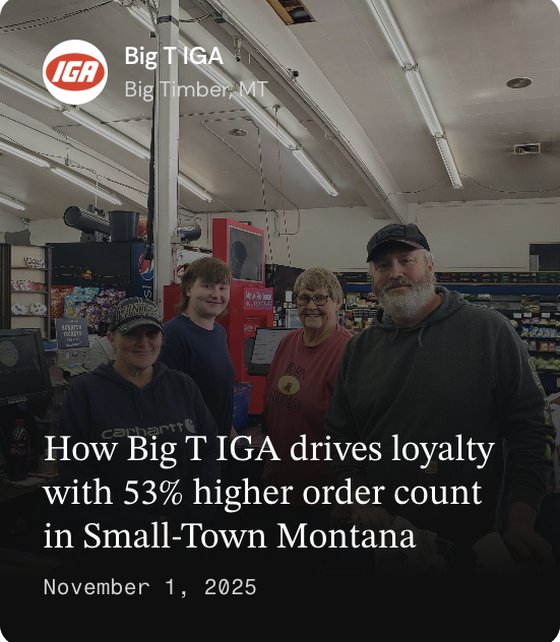 IGA
Big T IGA
Big Timber, MT
carhartt
How Big T IGA drives loyalty
with 53% higher order count
in Small-Town Montana
November 1, 2025